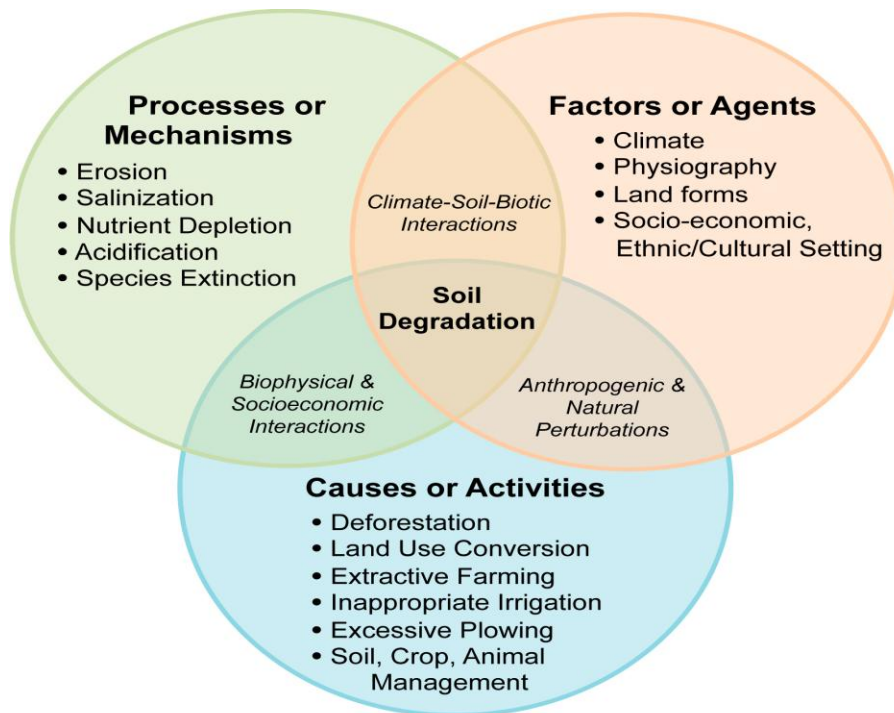 Processes or
Mechanisms
• Erosion
• Salinization
• Nutrient Depletion
• Acidification
• Species Extinction
Factors or Agents
• Climate
• Physiography
• Land forms
• Socio-economic,
Ethnic/Cultural Setting
Climate-Soil-Biotic
Interactions
Soil
Degradation
Biophysical &
Socioeconomic
Interactions
Anthropogenic &
Natural
Perturbations
Causes or Activities
• Deforestation
• Land Use Conversion
• Extractive Farming
• Inappropriate Irrigation
• Excessive Plowing
• Soil, Crop, Animal
Management